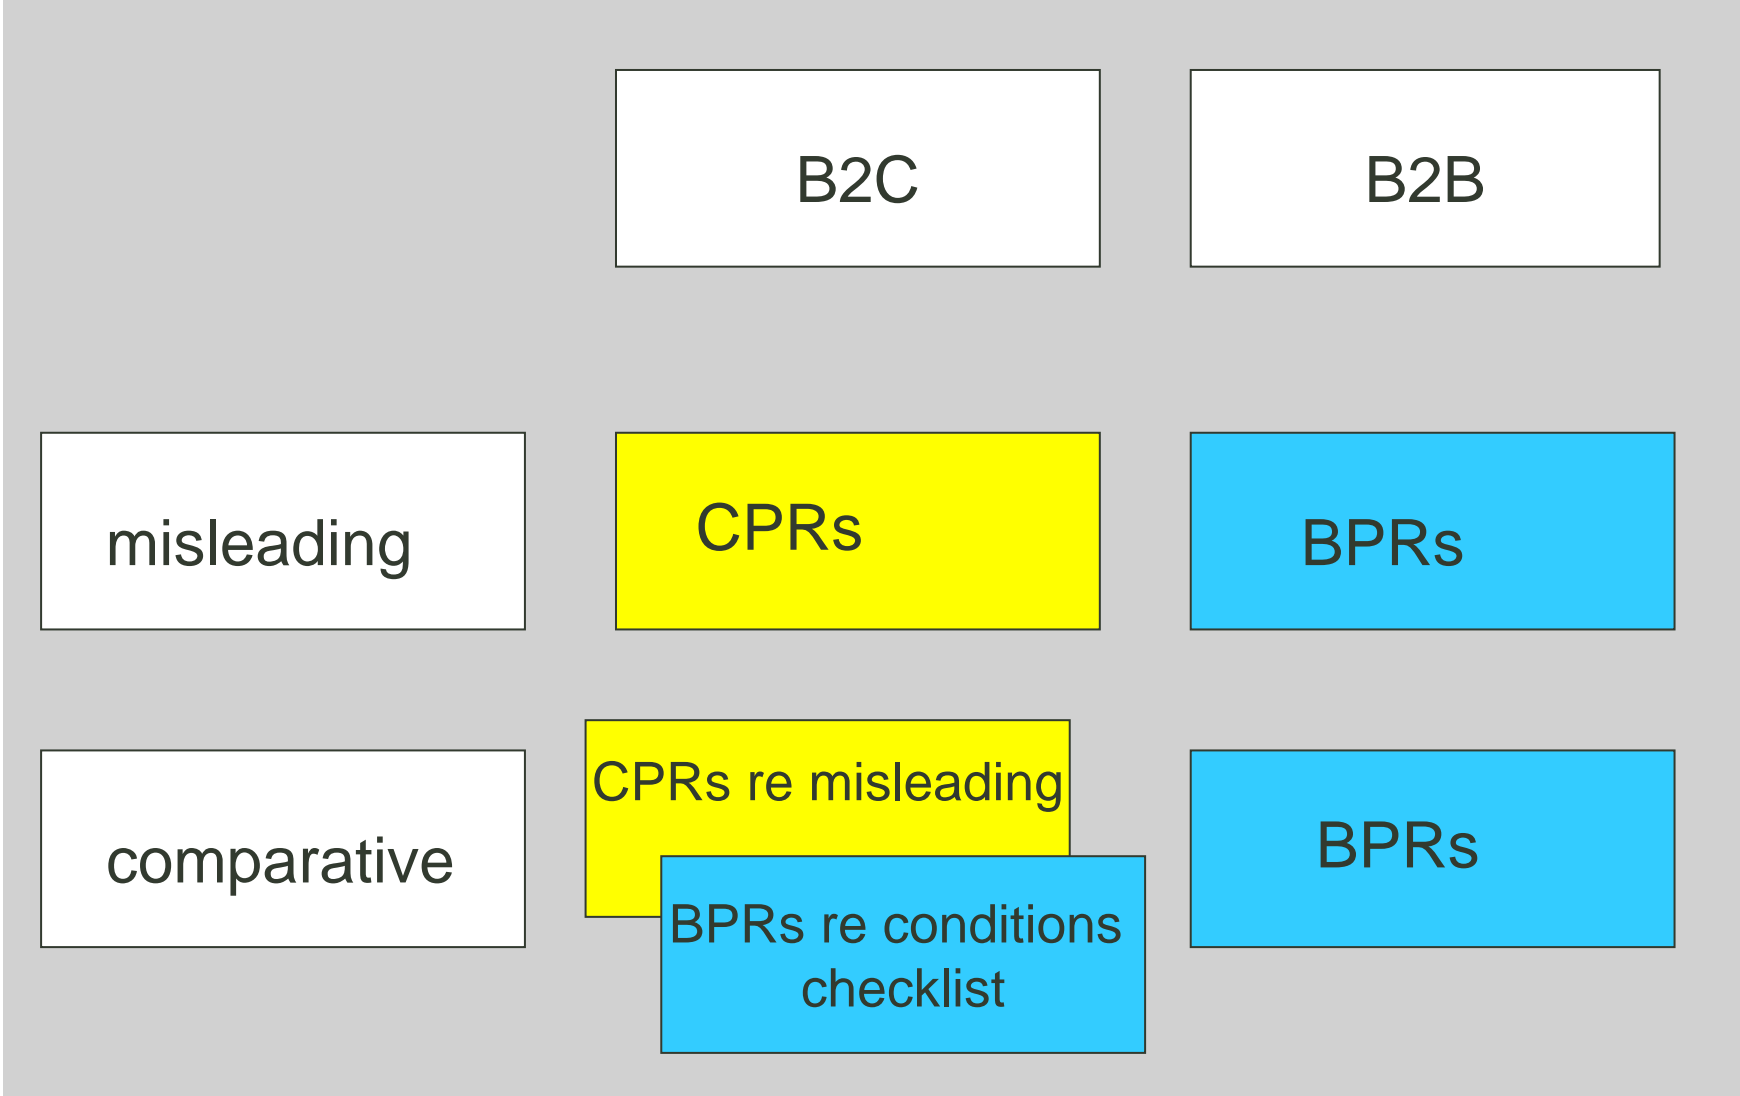 B2C
B2B
misleading
CPRs
BPRs
comparative
CPRs re misleading
BPRs re conditions
checklist
BPRs